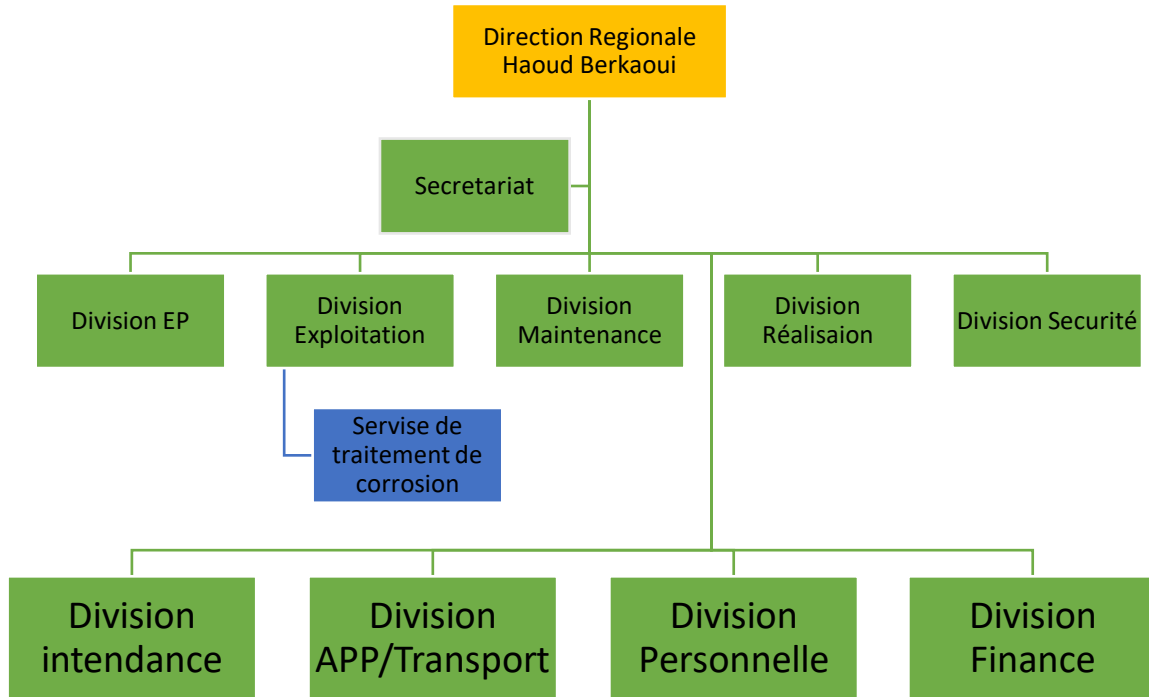 Direction Regionale
Haoud Berkaoui
Secretariat
Division EP
Division
Exploitation
Division
Maintenance
Division
Réalisaion
Division Securité
Servise de
traitement de
corrosion
Division
intendance
Division
APP/Transport
Division
Personnelle
Division
Finance